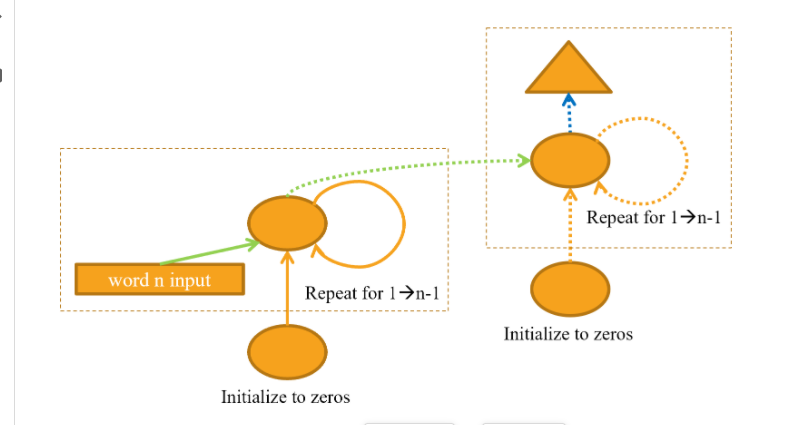 Repeat for 1→n-1
word n input
Repeat for 1→n-1
Initialize to zeros
Initialize to zeros